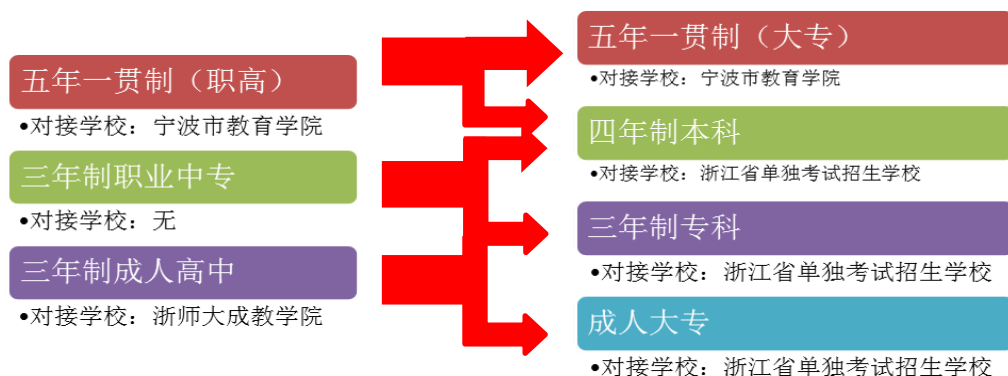 五年一贯制（职高）
•对接学校：宁波市教育学院
三年制职业中专
•对接学校：无
三年制成人高中
•对接学校：浙师大成教学院
五年一贯制（大专）
•对接学校：宁波市教育学院
四年制本科
•对接学校：浙江省单独考试招生学校
三年制专科
•对接学校：浙江省单独考试招生学校
成人大专
•对接学校：浙江省单独考试招生学校